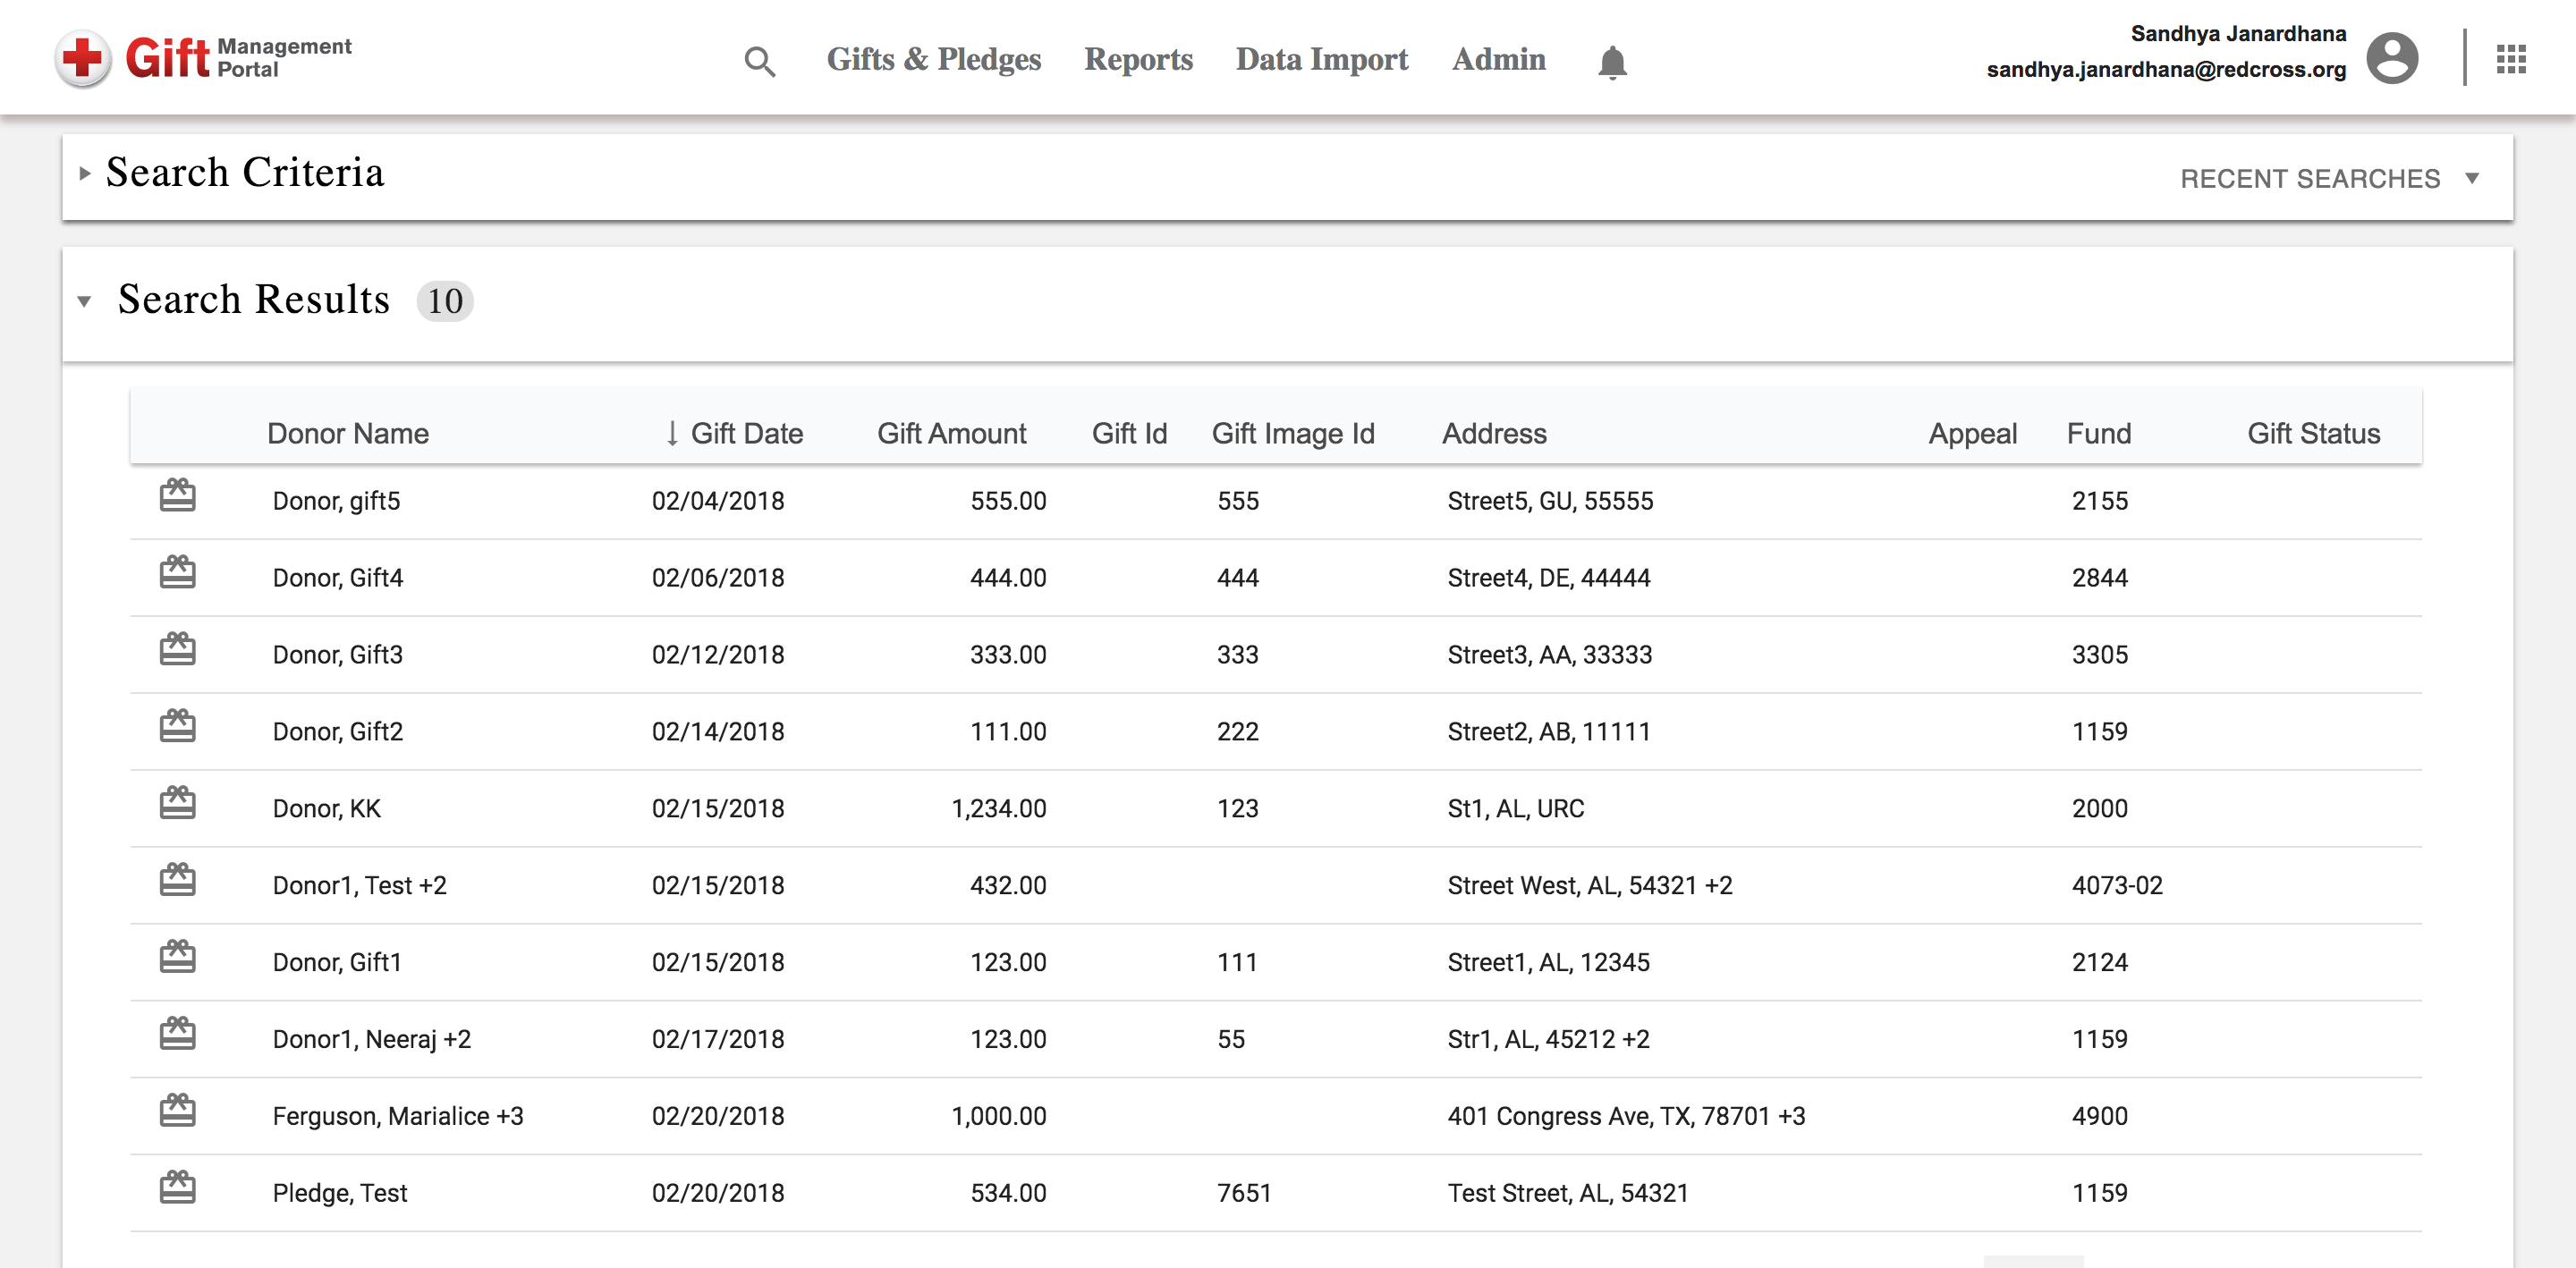 Gift Management Portal
Gifts & Pledges Reports Data Import Admin
Sandhya Janardhana
sandhya.janardhana@redcross.org
Search Criteria RECENT SEARCHES
Search Results 10
Donor Name Gift Date Gift Amount Gift Id Gift Image Id Address Appeal Fund Gift Status
Donor, gift5 02/04/2018 555.00 555 Street5, GU, 55555 2155
Donor, Gift4 02/06/2018 444.00 444 Street4, DE, 44444 2844
Donor, Gift3 02/12/2018 333.00 333 Street3, AA, 33333 3305
Donor, Gift2 02/14/2018 111.00 222 Street2, AB, 11111 1159
Donor, KK 02/15/2018 1,234.00 123 St1, AL, URC 2000
Donor1, Test +2 02/15/2018 432.00 Street West, AL, 54321 +2 4073-02
Donor, Gift1 02/15/2018 123.00 111 Street1, AL, 12345 2124
Donor1, Neeraj +2 02/17/2018 123.00 55 Str1, AL, 45212 +2 1159
Ferguson, Marialice +3 02/20/2018 1,000.00 401 Congress Ave, TX, 78701 +3 4900
Pledge, Test 02/20/2018 534.00 7651 Test Street, AL, 54321 1159